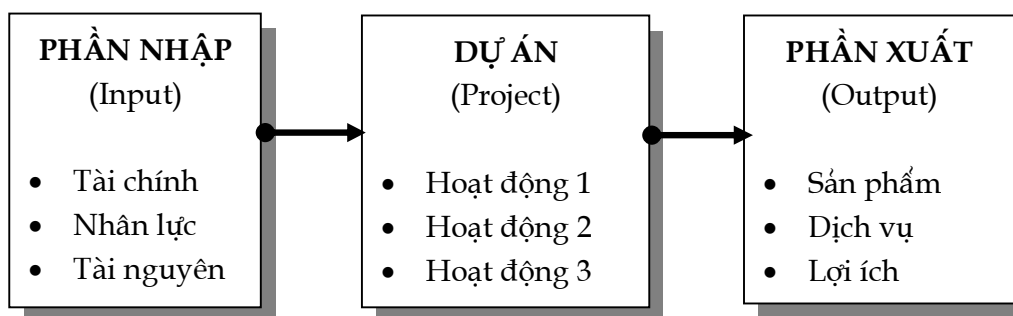 PHẦN NHẬP
(Input)
• Tài chính
• Nhân lực
• Tài nguyên
DỰ ÁN
(Project)
• Hoạt động 1
• Hoạt động 2
• Hoạt động 3
PHẦN XUẤT
(Output)
• Sản phẩm
• Dịch vụ
• Lợi ích